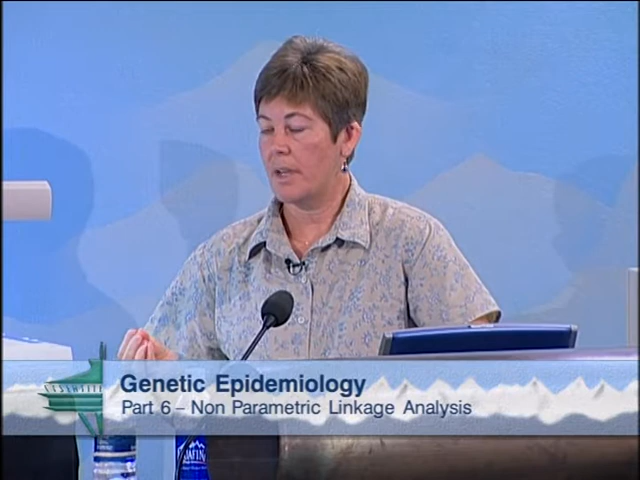 Genetic Epidemiology
Part 6 – Non Parametric Linkage Analysis